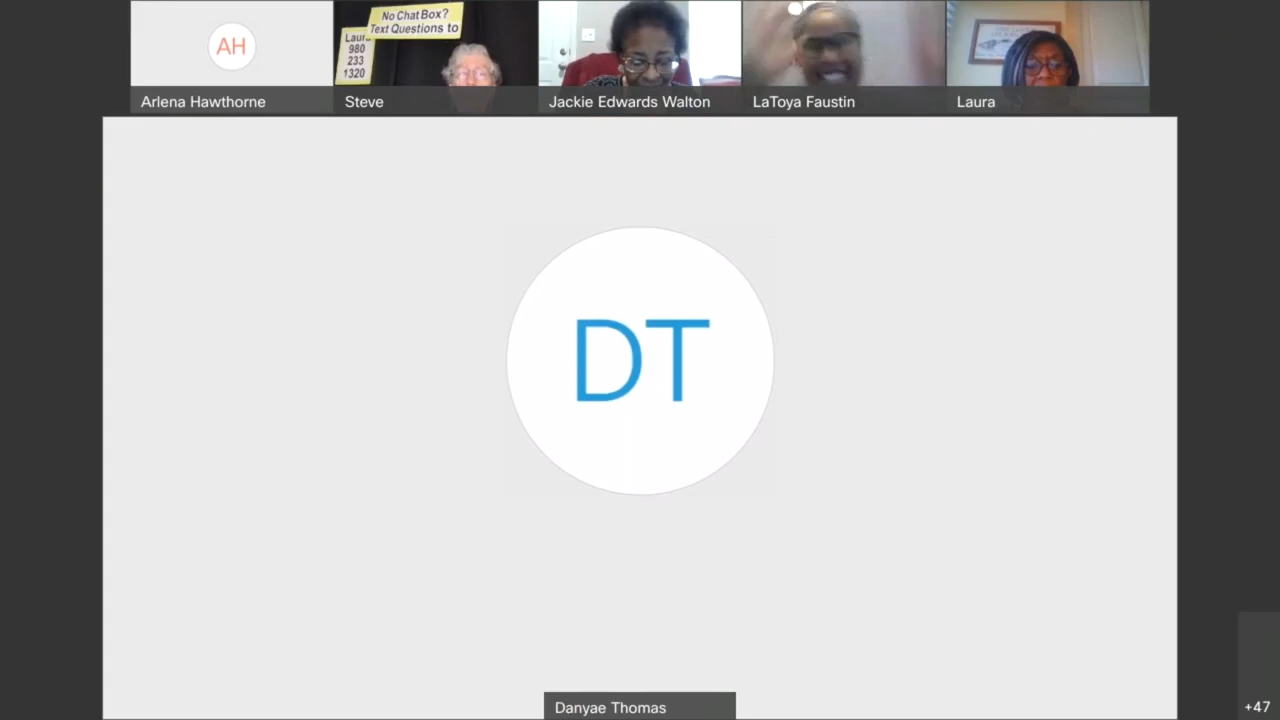 AH
No Chat Box?
Text Questions to
Laura
980
233
1320
Arlena Hawthorne
Steve
Jackie Edwards Walton
LaToya Faustin
Laura
DT
Danyae Thomas
+47